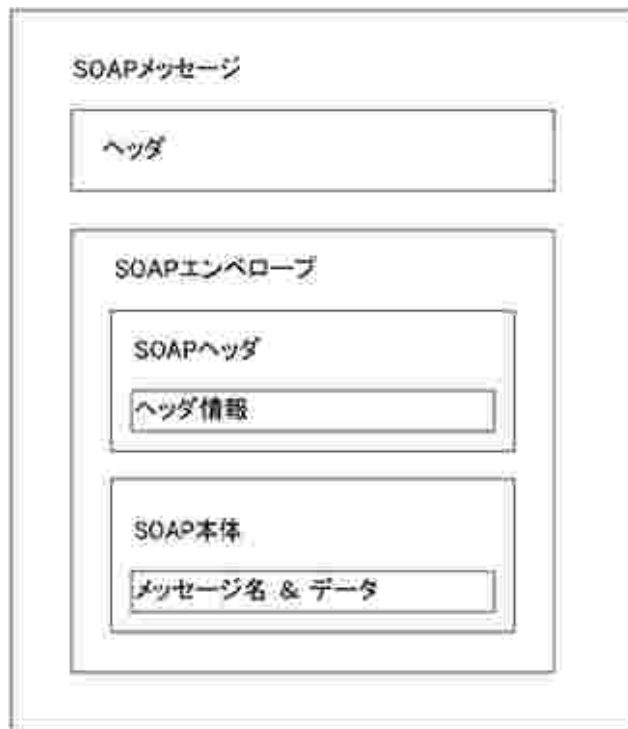 SOAPメッセージ
ヘッダ
SOAPエンベロープ
SOAPヘッダ
ヘッダ情報
SOAP本体
メッセージ名 & データ